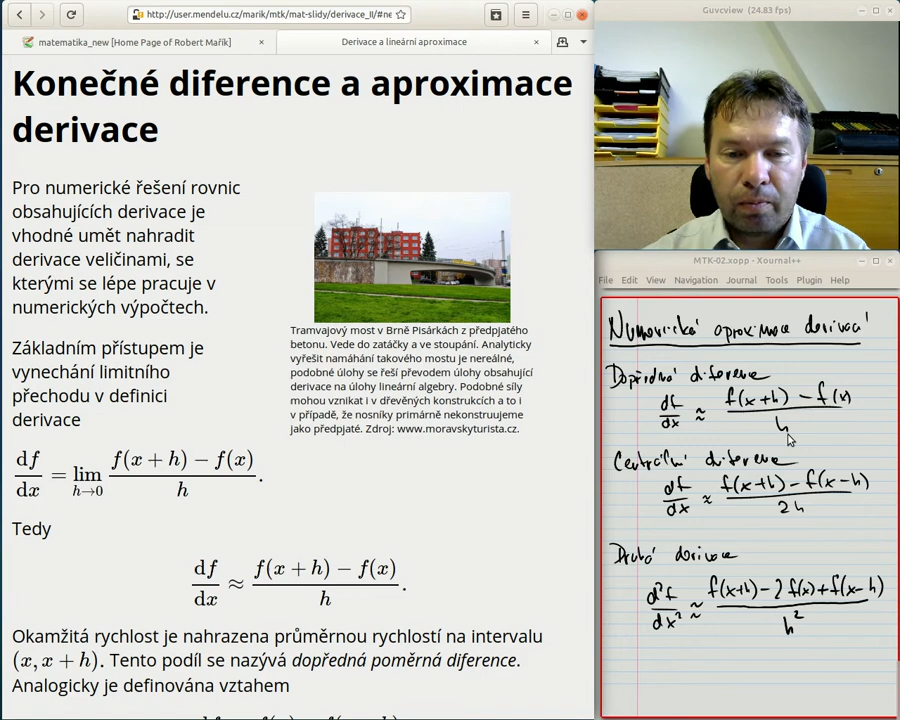 http://user.mendelu.cz/marik/mtk/mat-slidy/derivace_II/#ne
Guvcview (24.83 fps)
matematika_new [Home Page of Robert Mařík]
Derivace a lineární aproximace
Konečné diference a aproximace
derivace
Pro numerické řešení rovnic
obsahujících derivace je
vhodné umět nahradit
derivace veličinami, se
kterými se lépe pracuje v
numerických výpočtech.
Základním přístupem je
vynechání limitního
přechodu v definici
derivace
Tramvajový most v Brně Pisárkách z předpjatého
betonu. Vede do zatáčky a ve stoupání. Analyticky
vyřešit namáhání takového mostu je nereálné,
podobné úlohy se řeší převodem úlohy obsahující
derivace na úlohy lineární algebry. Podobné síly
mohou vznikat i v dřevěných konstrukcích a to i
v případě, že nosníky primárně nekonstruujeme
jako předpjaté. Zdroj: www.moravskyturista.cz.
df/dx = lim h→0 f(x + h) − f(x) / h .
Tedy
df/dx ≈ f(x + h) − f(x) / h .
Okamžitá rychlost je nahrazena průměrnou rychlostí na intervalu
(x, x + h). Tento podíl se nazývá dopředná poměrná diference.
Analogicky je definována vztahem
MTK-02.xopp - Xournal++
File Edit View Navigation Journal Tools Plugin Help
Numerická aproximace derivací
Dopředná diference
df/dx ≈ f(x+h) − f(x) / h
Centrální diference
df/dx ≈ f(x+h) − f(x−h) / 2h
Druhá derivace
d²f/dx² ≈ f(x+h) − 2f(x) + f(x−h) / h²